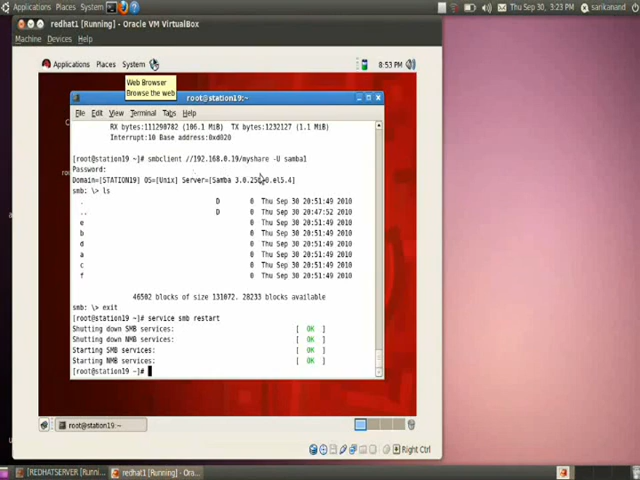 Applications Places System
Thu Sep 30, 3:23 PM sarikanand
redhat1 [Running] - Oracle VM VirtualBox
Machine Devices Help
Applications Places System
8:53 PM
Web Browser
Browse the web
root@station19:~
File Edit View Terminal Tabs Help
RX bytes:111290782 (106.1 MiB) TX bytes:1232127 (1.1 MiB)
Interrupt:10 Base address:0xd020
[root@station19 ~]# smbclient //192.168.0.19/myshare -U samba1
Password:
Domain=[STATION19] OS=[Unix] Server=[Samba 3.0.25b-0.el5.4]
smb: \> ls
. D 0 Thu Sep 30 20:51:49 2010
.. D 0 Thu Sep 30 20:47:52 2010
e 0 Thu Sep 30 20:51:49 2010
b 0 Thu Sep 30 20:51:49 2010
d 0 Thu Sep 30 20:51:49 2010
a 0 Thu Sep 30 20:51:49 2010
c 0 Thu Sep 30 20:51:49 2010
f 0 Thu Sep 30 20:51:49 2010
46502 blocks of size 131072. 28233 blocks available
smb: \> exit
[root@station19 ~]# service smb restart
Shutting down SMB services: [ OK ]
Shutting down NMB services: [ OK ]
Starting SMB services: [ OK ]
Starting NMB services: [ OK ]
[root@station19 ~]#
root@station19:~
Right Ctrl
[REDHATSERVER [Runni...
redhat1 [Running] - Ora...